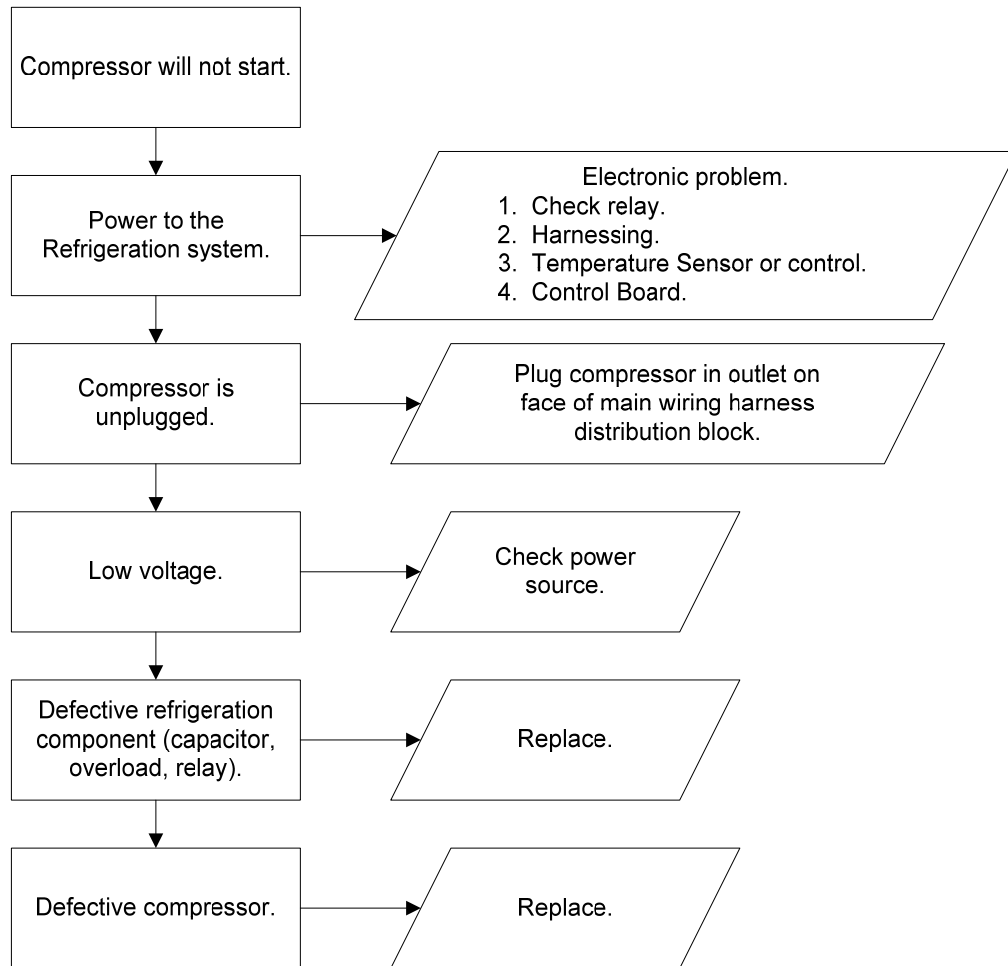 Compressor will not start.
Power to the
Refrigeration system.
Electronic problem.
1. Check relay.
2. Harnessing.
3. Temperature Sensor or control.
4. Control Board.
Compressor is
unplugged.
Plug compressor in outlet on
face of main wiring harness
distribution block.
Low voltage.
Check power
source.
Defective refrigeration
component (capacitor,
overload, relay).
Replace.
Defective compressor.
Replace.